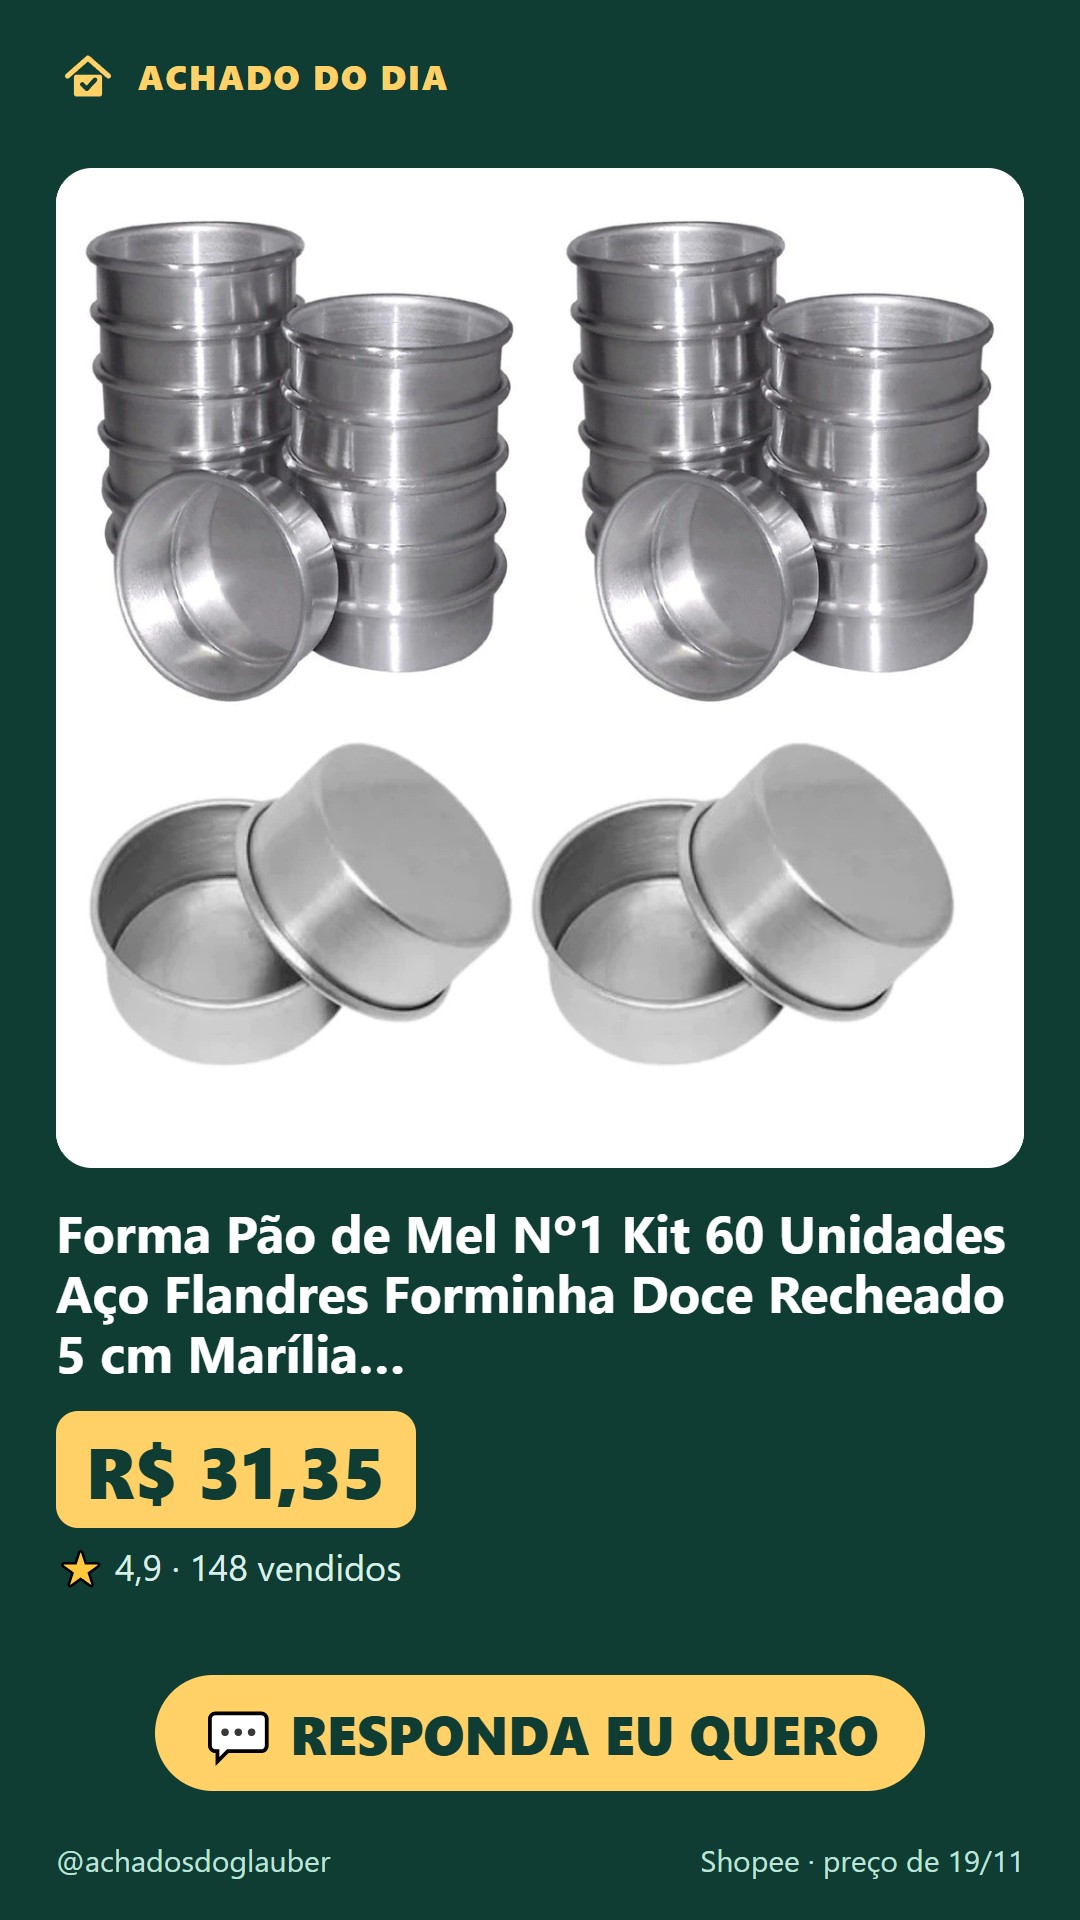 ACHADO DO DIA
Forma Pão de Mel Nº1 Kit 60 Unidades
Aço Flandres Forminha Doce Recheado
5 cm Marília...
R$ 31,35
4,9 · 148 vendidos
RESPONDA EU QUERO
@achadosdoglauber
Shopee · preço de 19/11